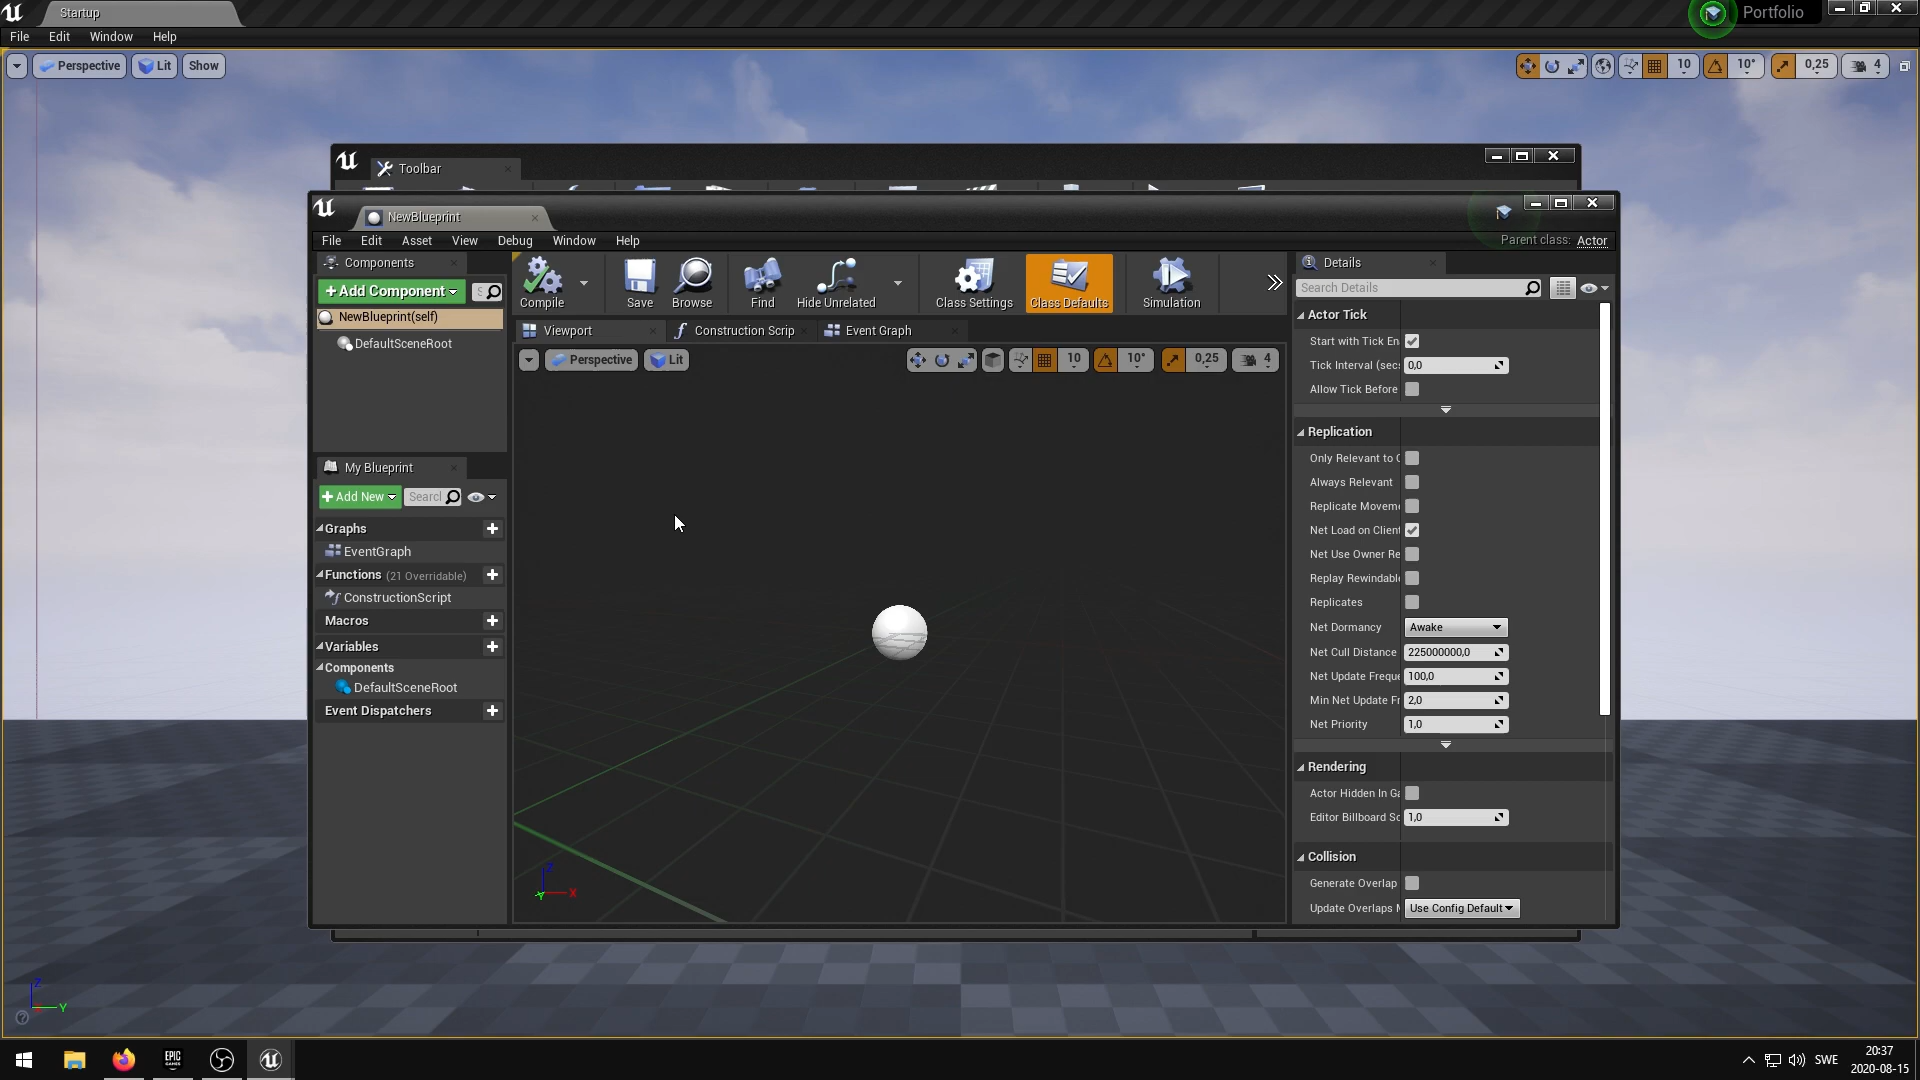 Startup
Portfolio
File Edit Window Help
Perspective Lit Show
10 10° 0,25 4
Toolbar
NewBlueprint
File Edit Asset View Debug Window Help
Parent class: Actor
Components
+ Add Component
NewBlueprint(self)
DefaultSceneRoot
My Blueprint
+ Add New
Searcl
Graphs
EventGraph
Functions (21 Overridable)
ConstructionScript
Macros
Variables
Components
DefaultSceneRoot
Event Dispatchers
Compile Save Browse Find Hide Unrelated Class Settings Class Defaults Simulation
Viewport Construction Scrip Event Graph
Perspective Lit
10 10° 0,25 4
Z
X
Y
Details
Search Details
Actor Tick
Start with Tick En
Tick Interval (secs 0,0
Allow Tick Before
Replication
Only Relevant to O
Always Relevant
Replicate Moveme
Net Load on Client
Net Use Owner Re
Replay Rewindable
Replicates
Net Dormancy Awake
Net Cull Distance 225000000,0
Net Update Freque 100,0
Min Net Update Fr 2,0
Net Priority 1,0
Rendering
Actor Hidden In Ga
Editor Billboard Sc 1,0
Collision
Generate Overlap
Update Overlaps M Use Config Default
Z
Y
EPIC
GAMES
SWE
20:37
2020-08-15